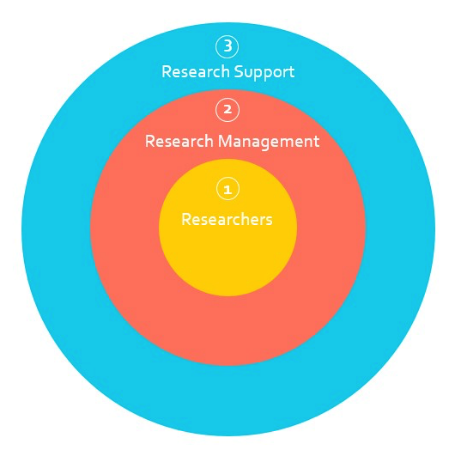 ③
Research Support
②
Research Management
①
Researchers